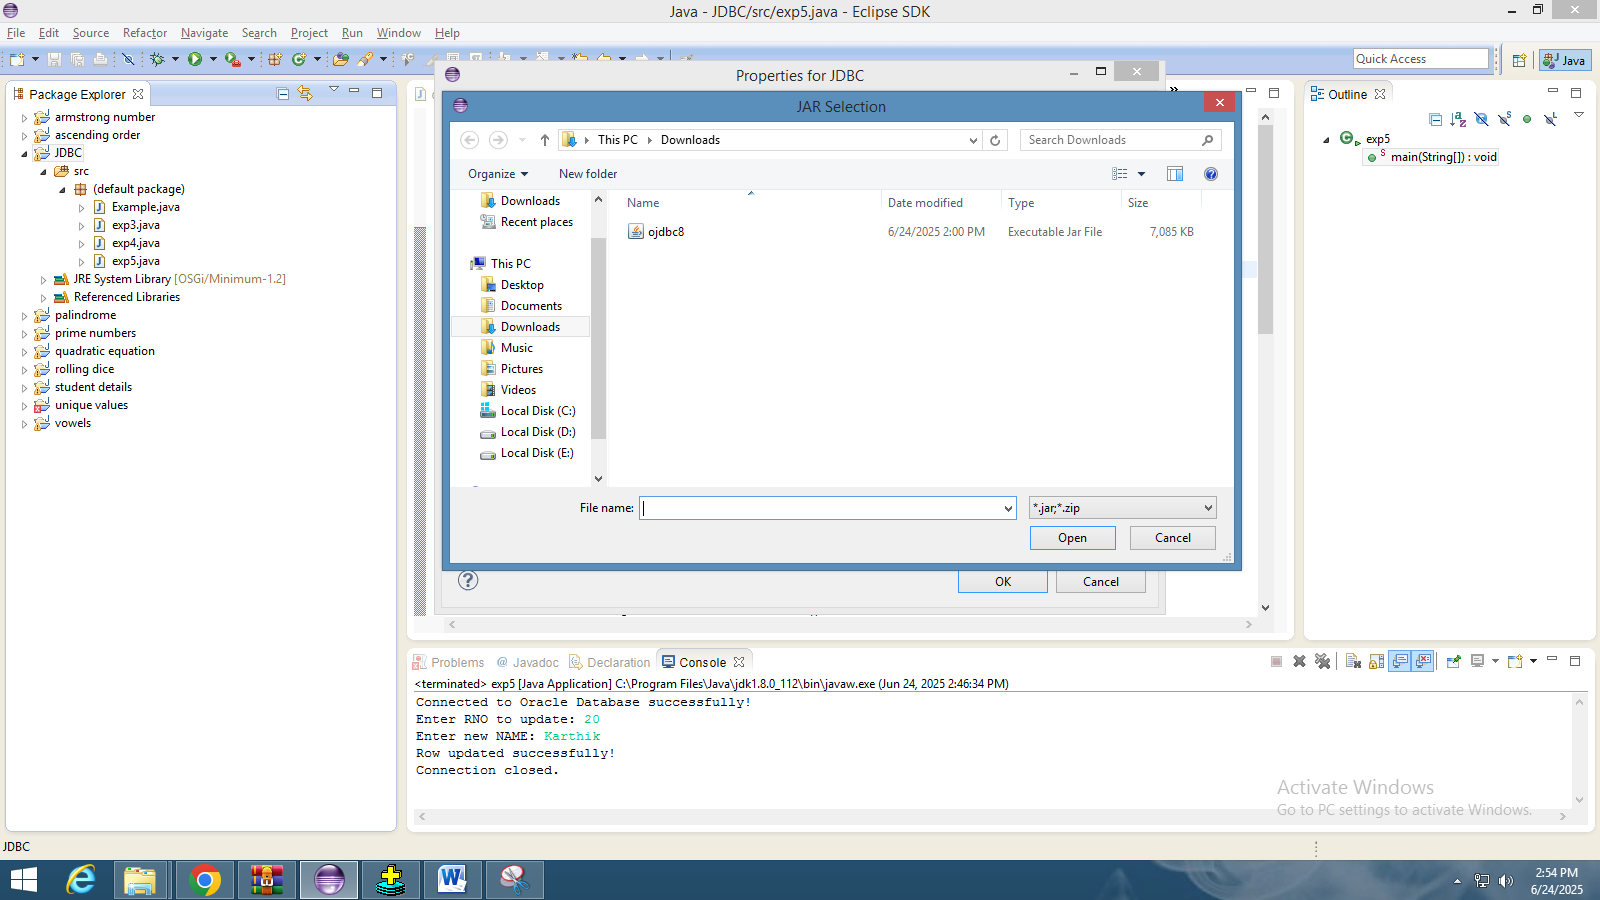 Java - JDBC/src/exp5.java - Eclipse SDK
File Edit Source Refactor Navigate Search Project Run Window Help
Quick Access
Java
Package Explorer
armstrong number
ascending order
JDBC
src
(default package)
Example.java
exp3.java
exp4.java
exp5.java
JRE System Library [OSGi/Minimum-1.2]
Referenced Libraries
palindrome
prime numbers
quadratic equation
rolling dice
student details
unique values
vowels
Properties for JDBC
JAR Selection
This PC Downloads
Search Downloads
Organize New folder
Downloads
Recent places
This PC
Desktop
Documents
Downloads
Music
Pictures
Videos
Local Disk (C:)
Local Disk (D:)
Local Disk (E:)
Name Date modified Type Size
ojdbc8 6/24/2025 2:00 PM Executable Jar File 7,085 KB
File name:
*.jar;*.zip
Open Cancel
OK Cancel
Outline
exp5
main(String[]) : void
Problems @ Javadoc Declaration Console
<terminated> exp5 [Java Application] C:\Program Files\Java\jdk1.8.0_112\bin\javaw.exe (Jun 24, 2025 2:46:34 PM)
Connected to Oracle Database successfully!
Enter RNO to update: 20
Enter new NAME: Karthik
Row updated successfully!
Connection closed.
Activate Windows
Go to PC settings to activate Windows.
JDBC
2:54 PM
6/24/2025